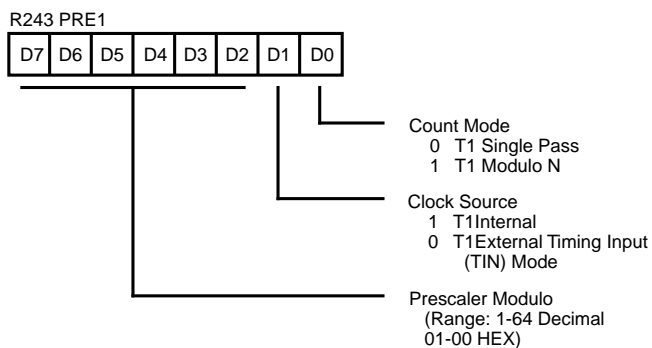 R243 PRE1
D7 D6 D5 D4 D3 D2 D1 D0
Count Mode
0 T1 Single Pass
1 T1 Modulo N
Clock Source
1 T1Internal
0 T1External Timing Input
(TIN) Mode
Prescaler Modulo
(Range: 1-64 Decimal
01-00 HEX)